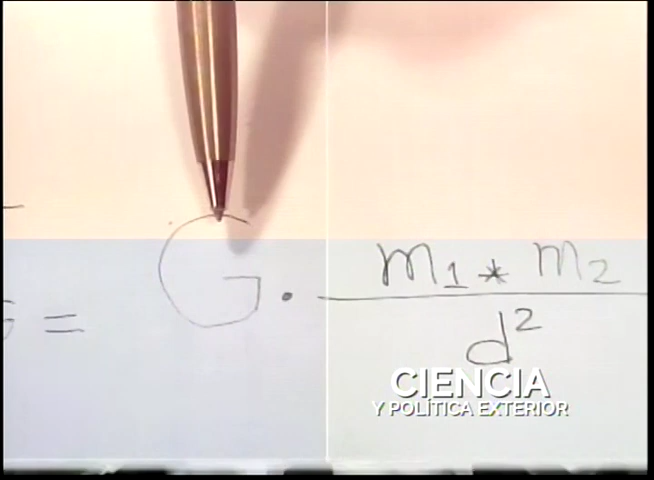 = G · m₁ * m₂
d²
CIENCIA
Y POLÍTICA EXTERIOR